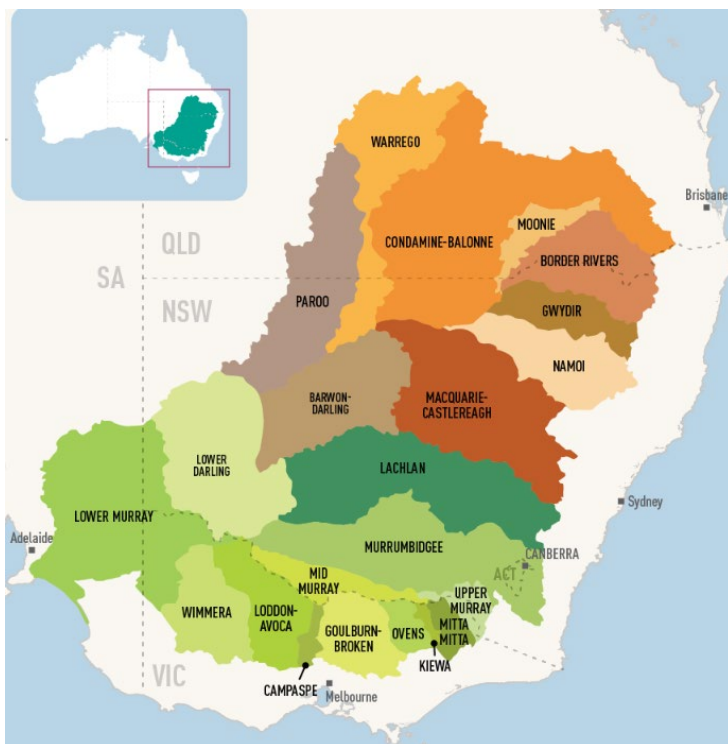 WARREGO
Brisbane
MOONIE
QLD
CONDAMINE-BALONNE
BORDER RIVERS
SA
PAROO
NSW
GWYDIR
NAMOI
BARWON-
DARLING
MACQUARIE-
CASTLEREAGH
LOWER
DARLING
LACHLAN
Sydney
LOWER MURRAY
Adelaide
MURRUMBIDGEE
CANBERRA
ACT
MID
MURRAY
UPPER
MURRAY
WIMMERA
LODDON-
AVOCA
GOULBURN-
BROKEN
OVENS
MITTA
MITTA
KIEWA
VIC
CAMPASPE
Melbourne